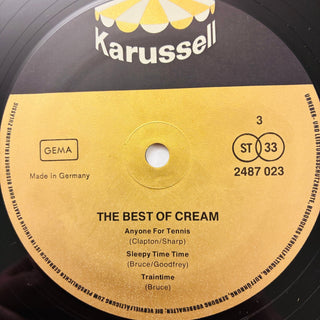 Karussell
GEMA
Made in Germany
3
ST 33
2487 023
THE BEST OF CREAM
Anyone For Tennis
(Clapton/Sharp)
Sleepy Time Time
(Bruce/Goodfrey)
Traintime
(Bruce)